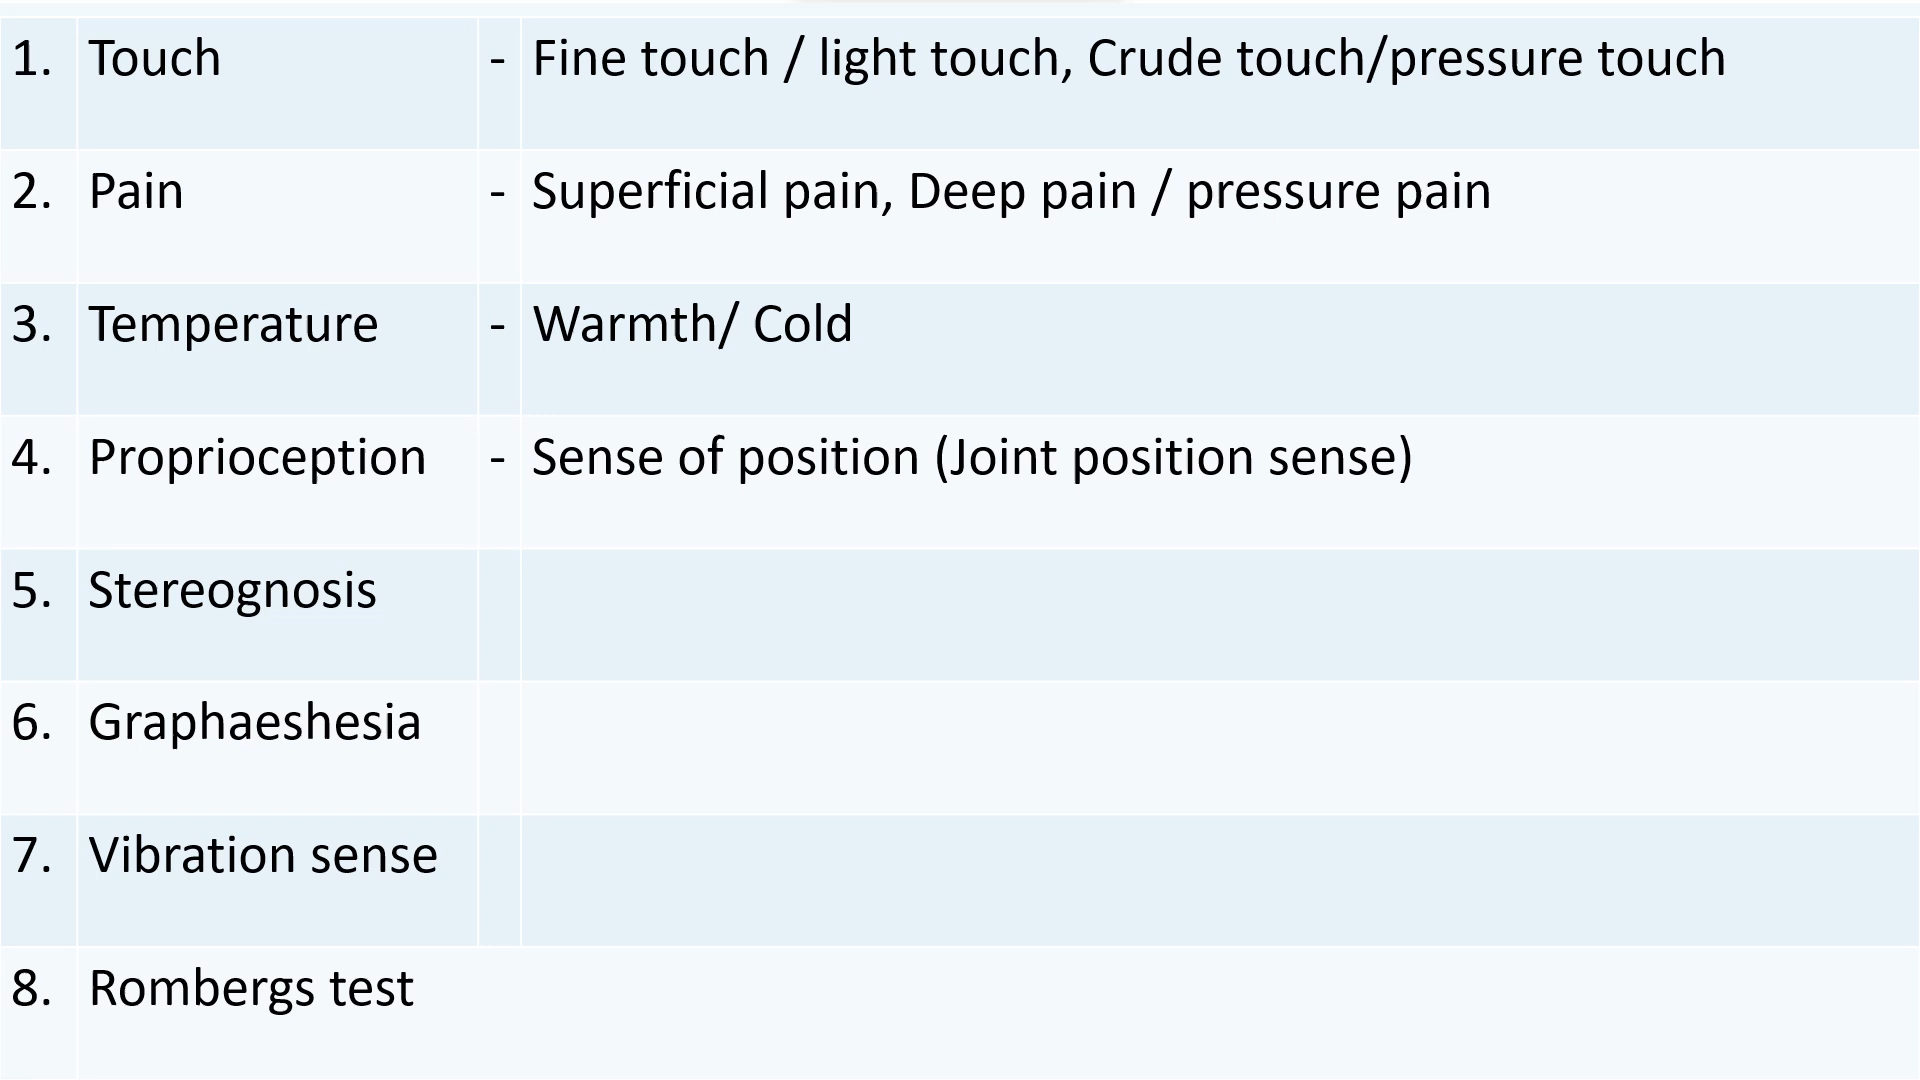 1. Touch - Fine touch / light touch, Crude touch/pressure touch
2. Pain - Superficial pain, Deep pain / pressure pain
3. Temperature - Warmth/ Cold
4. Proprioception - Sense of position (Joint position sense)
5. Stereognosis
6. Graphaeshesia
7. Vibration sense
8. Rombergs test